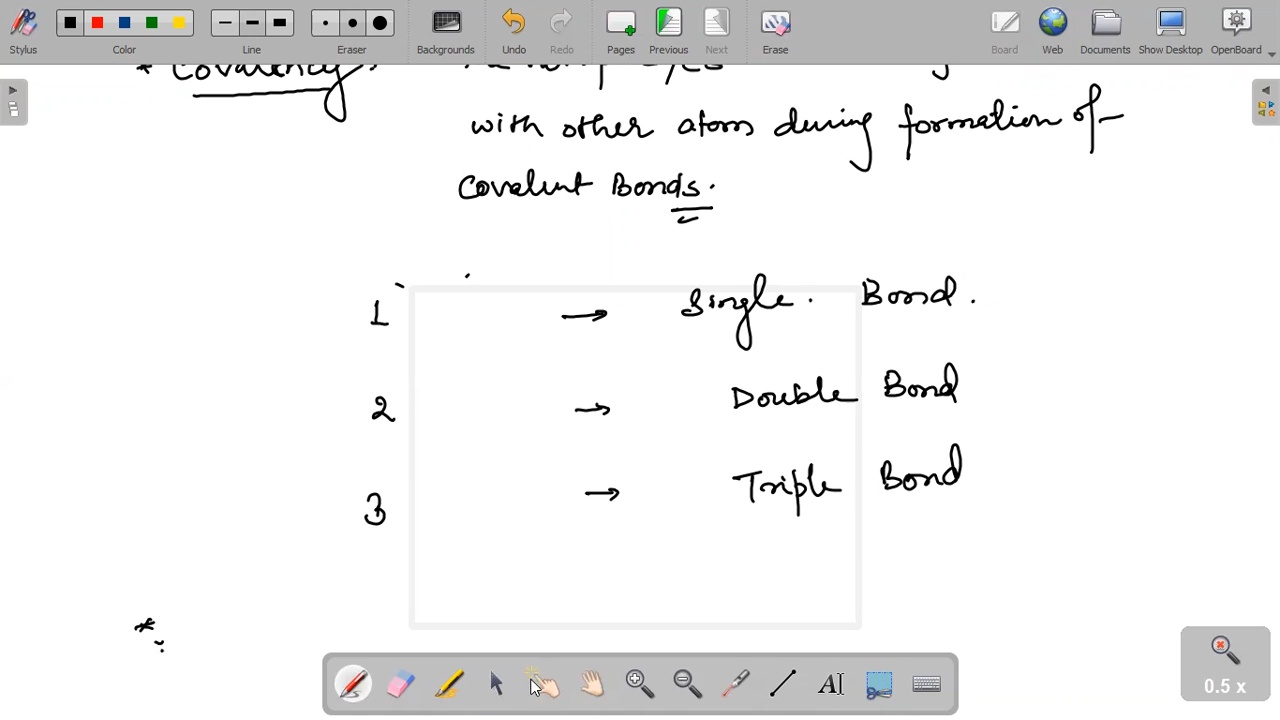 Stylus Color Line Eraser Backgrounds Undo Redo Pages Previous Next Erase Board Web Documents Show Desktop OpenBoard
* Covalency :
with other atom during formation of
Covalent Bonds.
1 → Single. Bond.
2 → Double Bond
3 → Triple Bond
*
0.5 x